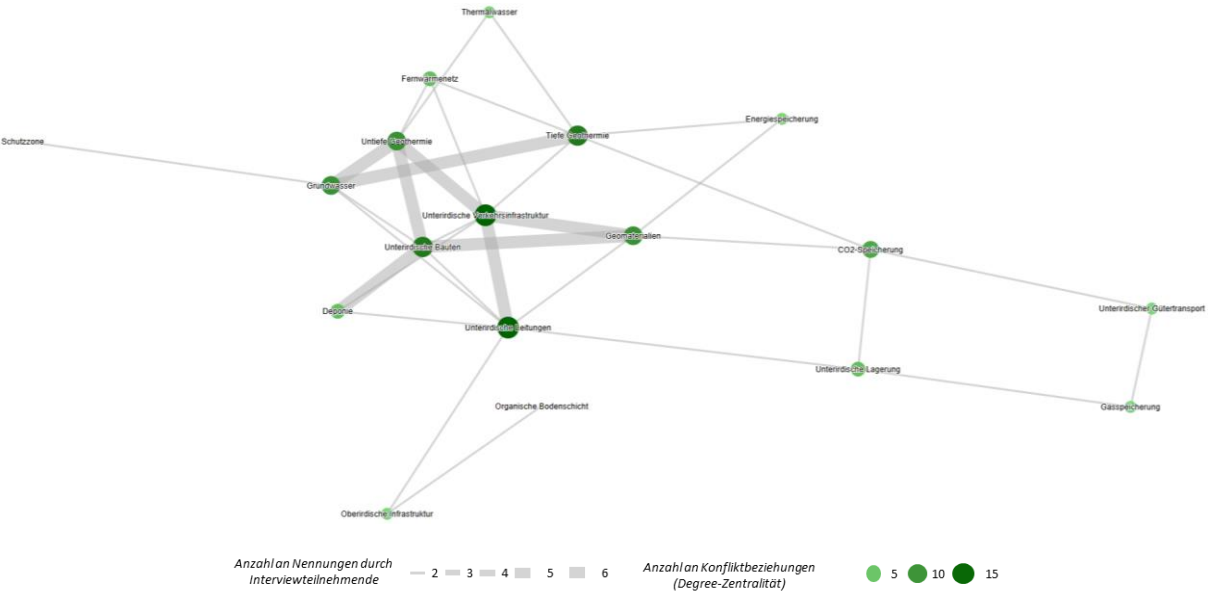 Thermalwasser
Fernwärmenetz
Energiespeicherung
Tiefe Geothermie
Untiefe Geothermie
Schutzzone
Grundwasser
Unterirdische Verkehrsinfrastruktur
Geomaterialien
Unterirdische Bauten
CO2-Speicherung
Deponie
Unterirdischer Gütertransport
Unterirdische Leitungen
Unterirdische Lagerung
Organische Bodenschicht
Gasspeicherung
Oberirdische Infrastruktur
Anzahl an Nennungen durch
Interviewteilnehmende
2 3 4 5 6
Anzahl an Konfliktbeziehungen
(Degree-Zentralität)
5 10 15